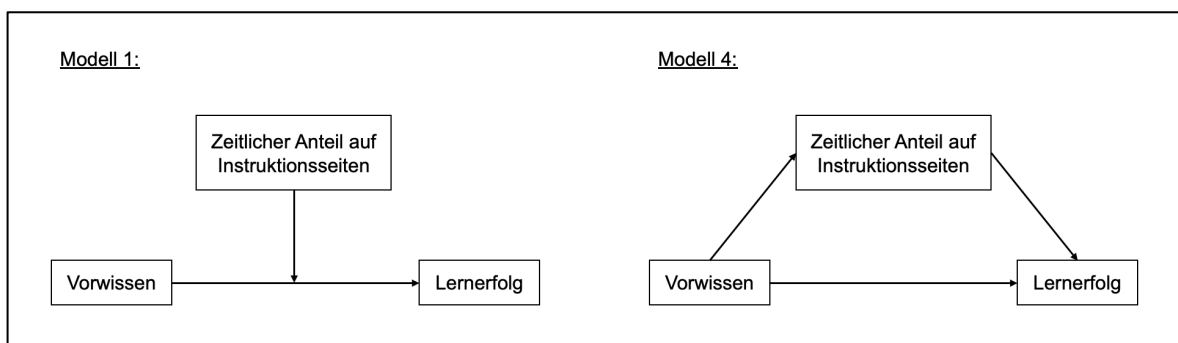 Modell 1:
Zeitlicher Anteil auf
Instruktionsseiten
Vorwissen
Lernerfolg
Modell 4:
Zeitlicher Anteil auf
Instruktionsseiten
Vorwissen
Lernerfolg